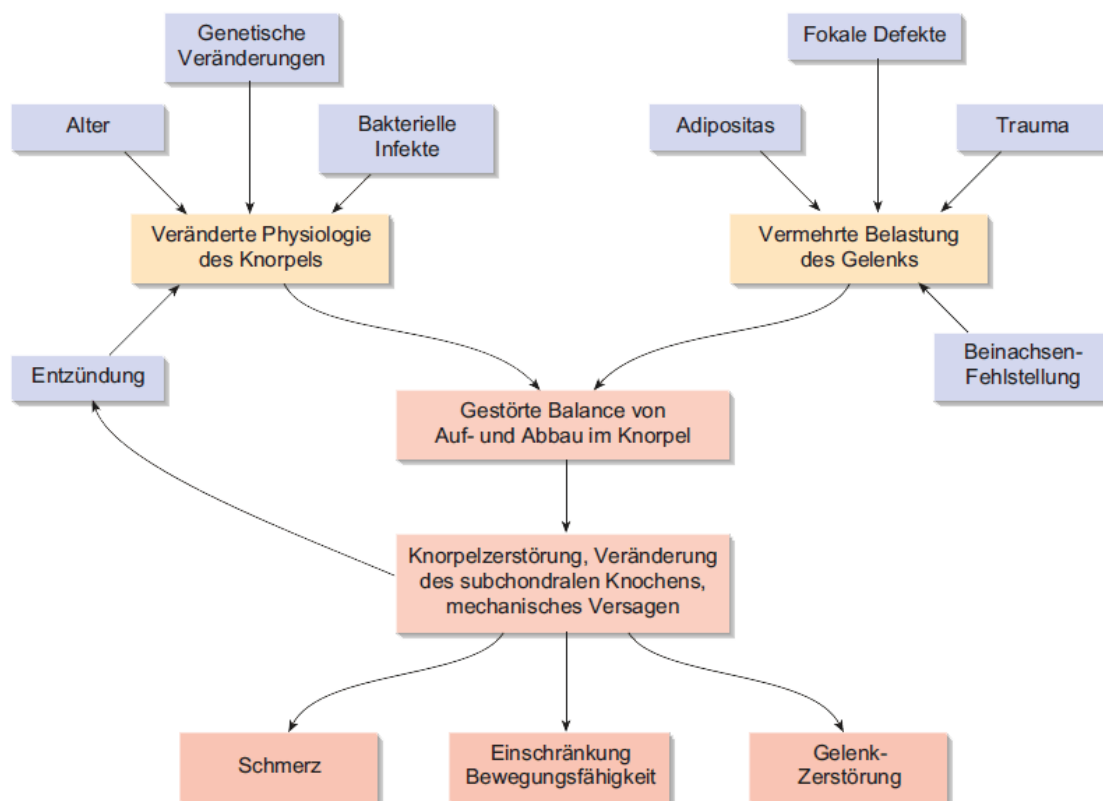 Genetische
Veränderungen
Fokale Defekte
Alter
Bakterielle
Infekte
Adipositas
Trauma
Veränderte Physiologie
des Knorpels
Vermehrte Belastung
des Gelenks
Entzündung
Beinachsen-
Fehlstellung
Gestörte Balance von
Auf- und Abbau im Knorpel
Knorpelzerstörung, Veränderung
des subchondralen Knochens,
mechanisches Versagen
Schmerz
Einschränkung
Bewegungsfähigkeit
Gelenk-
Zerstörung